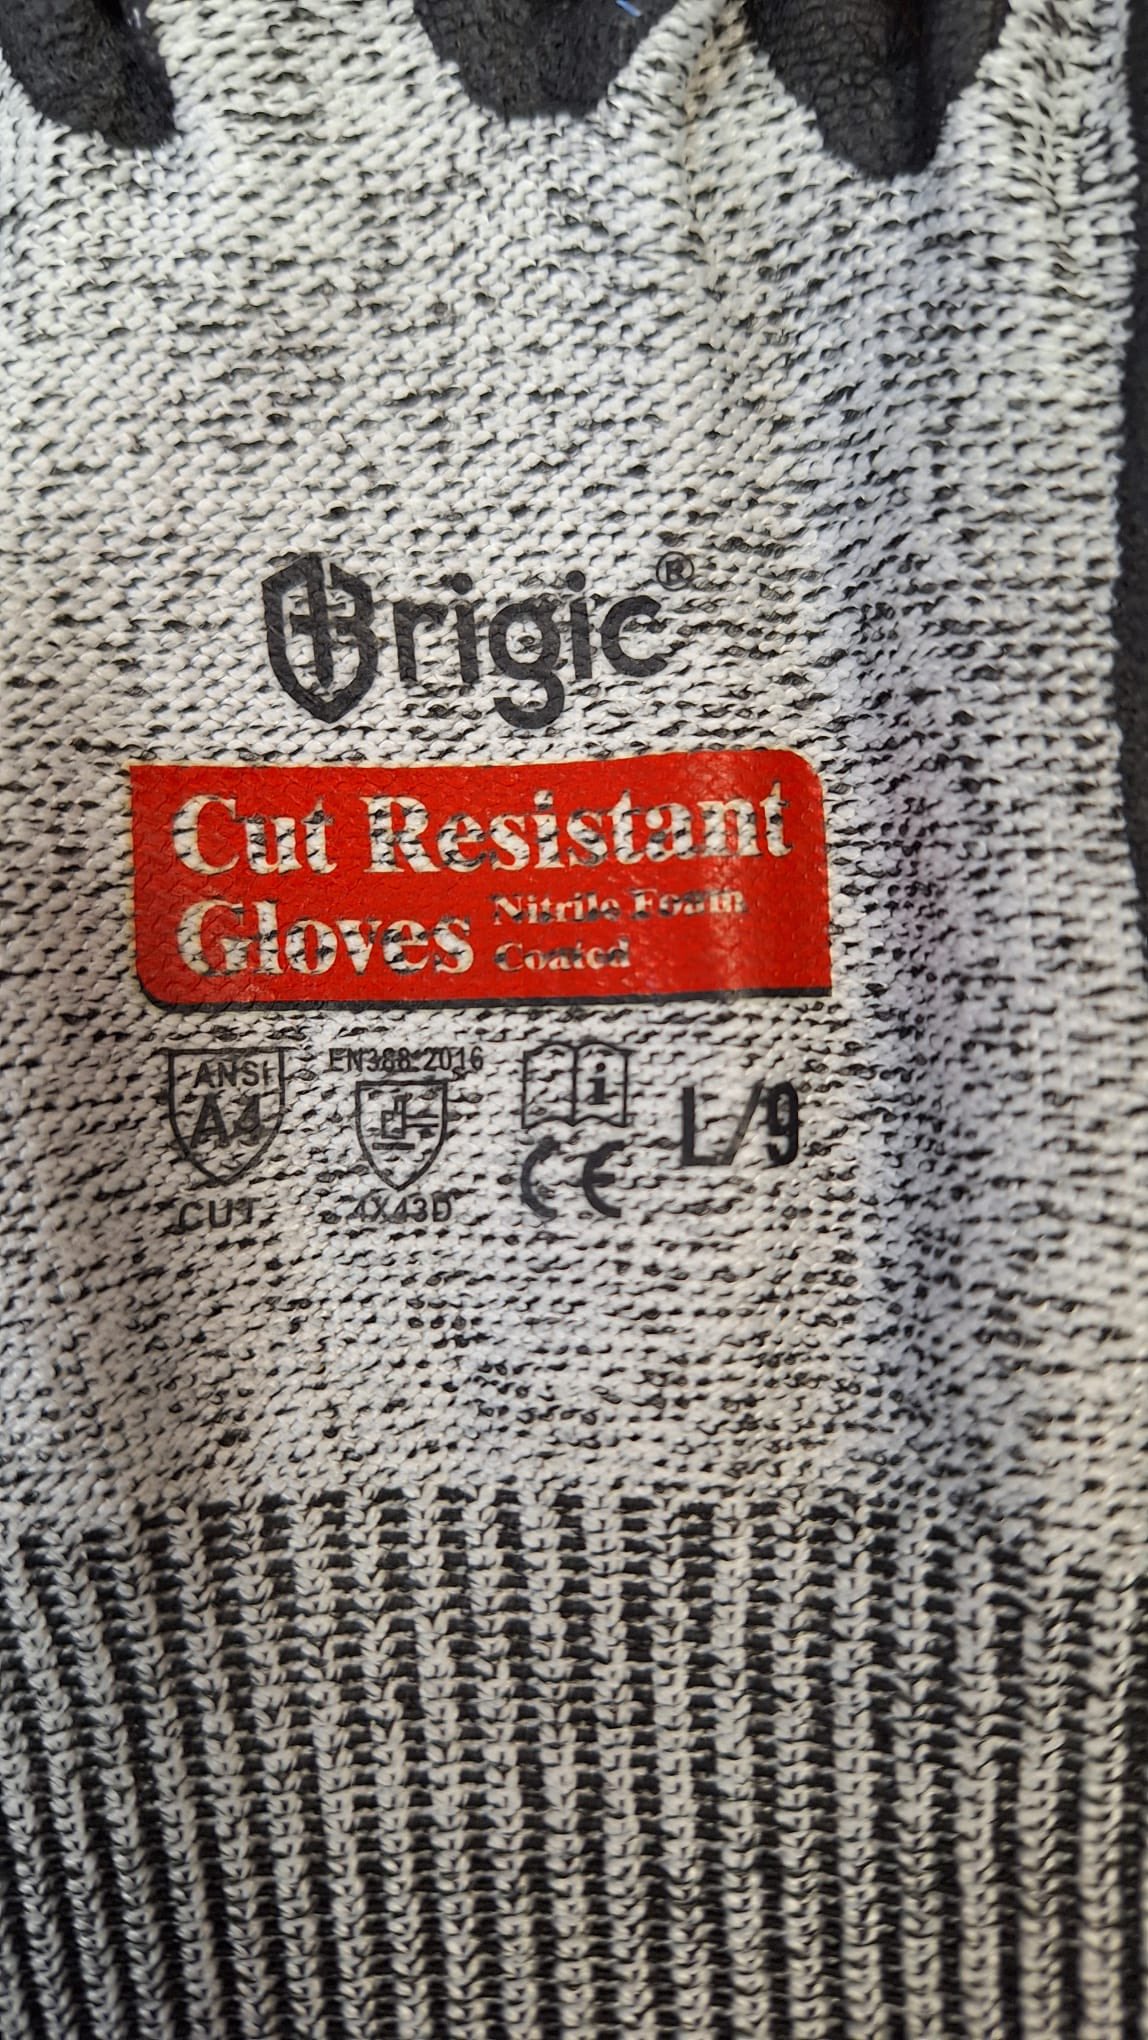 Brigic®
Cut Resistant
Gloves
Nitrile Foam
Coated
ANSI
A4
CUT
EN388:2016
4X43D
i
CE
L/9